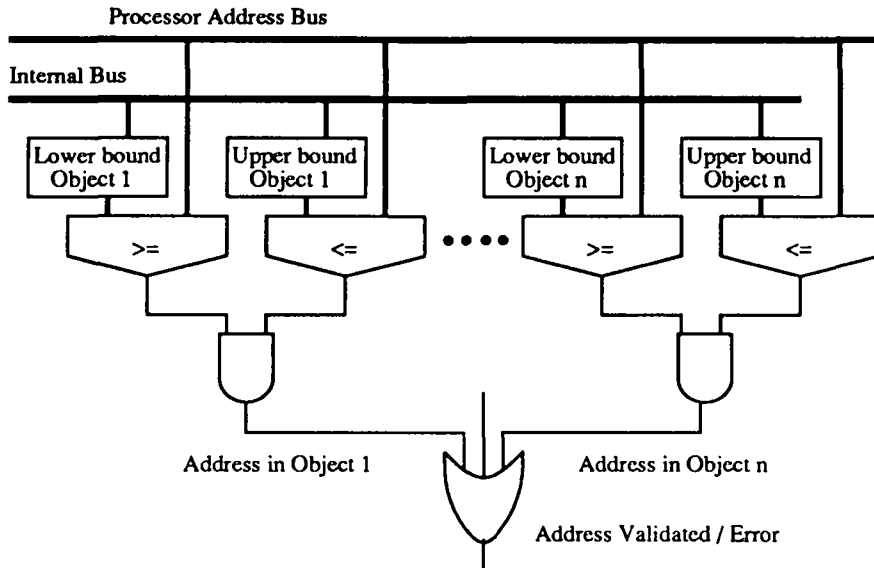 Processor Address Bus
Internal Bus
Lower bound
Object 1
Upper bound
Object 1
Lower bound
Object n
Upper bound
Object n
>=
<=
>=
<=
Address in Object 1
Address in Object n
Address Validated / Error